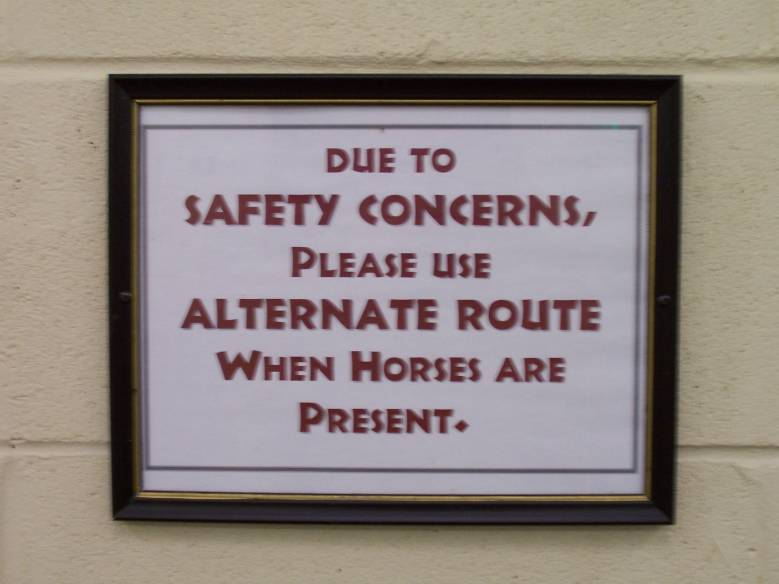 DUE TO
SAFETY CONCERNS,
PLEASE USE
ALTERNATE ROUTE
WHEN HORSES ARE
PRESENT.